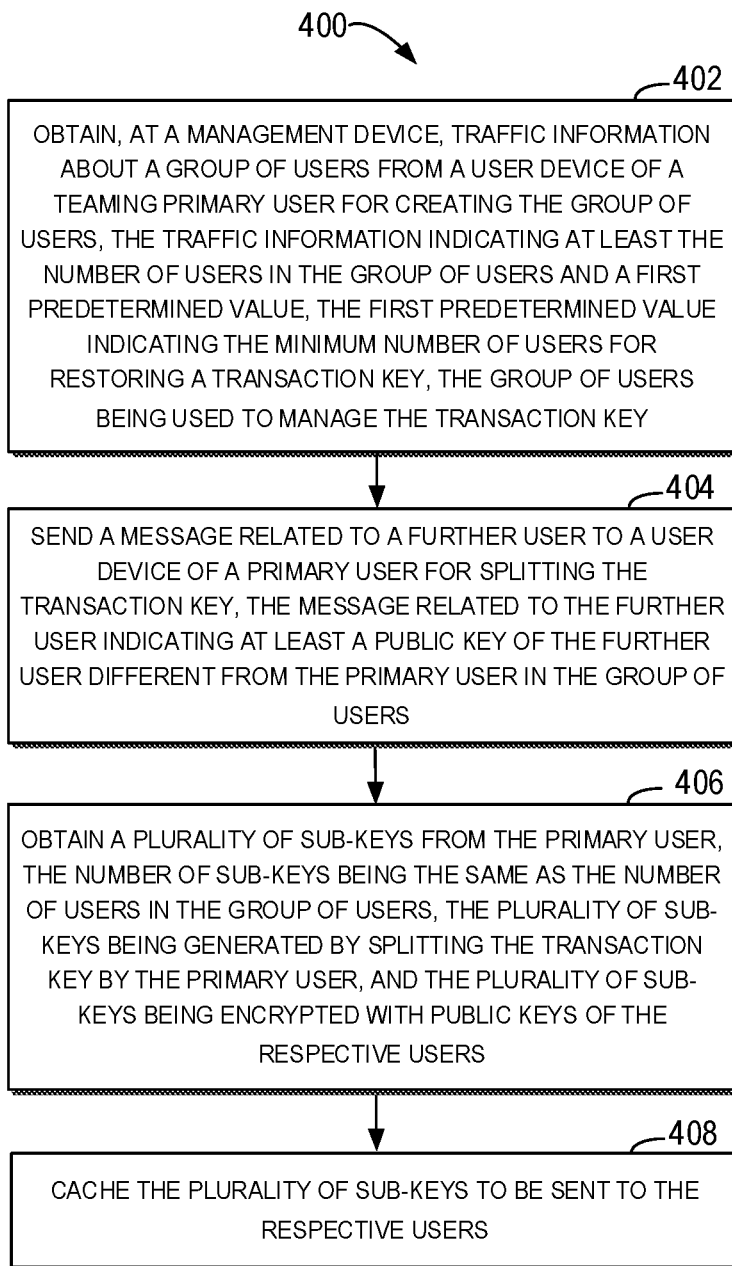 400
402
OBTAIN, AT A MANAGEMENT DEVICE, TRAFFIC INFORMATION
ABOUT A GROUP OF USERS FROM A USER DEVICE OF A
TEAMING PRIMARY USER FOR CREATING THE GROUP OF
USERS, THE TRAFFIC INFORMATION INDICATING AT LEAST THE
NUMBER OF USERS IN THE GROUP OF USERS AND A FIRST
PREDETERMINED VALUE, THE FIRST PREDETERMINED VALUE
INDICATING THE MINIMUM NUMBER OF USERS FOR
RESTORING A TRANSACTION KEY, THE GROUP OF USERS
BEING USED TO MANAGE THE TRANSACTION KEY
404
SEND A MESSAGE RELATED TO A FURTHER USER TO A USER
DEVICE OF A PRIMARY USER FOR SPLITTING THE
TRANSACTION KEY, THE MESSAGE RELATED TO THE FURTHER
USER INDICATING AT LEAST A PUBLIC KEY OF THE FURTHER
USER DIFFERENT FROM THE PRIMARY USER IN THE GROUP OF
USERS
406
OBTAIN A PLURALITY OF SUB-KEYS FROM THE PRIMARY USER,
THE NUMBER OF SUB-KEYS BEING THE SAME AS THE NUMBER
OF USERS IN THE GROUP OF USERS, THE PLURALITY OF SUB-
KEYS BEING GENERATED BY SPLITTING THE TRANSACTION
KEY BY THE PRIMARY USER, AND THE PLURALITY OF SUB-
KEYS BEING ENCRYPTED WITH PUBLIC KEYS OF THE
RESPECTIVE USERS
408
CACHE THE PLURALITY OF SUB-KEYS TO BE SENT TO THE
RESPECTIVE USERS